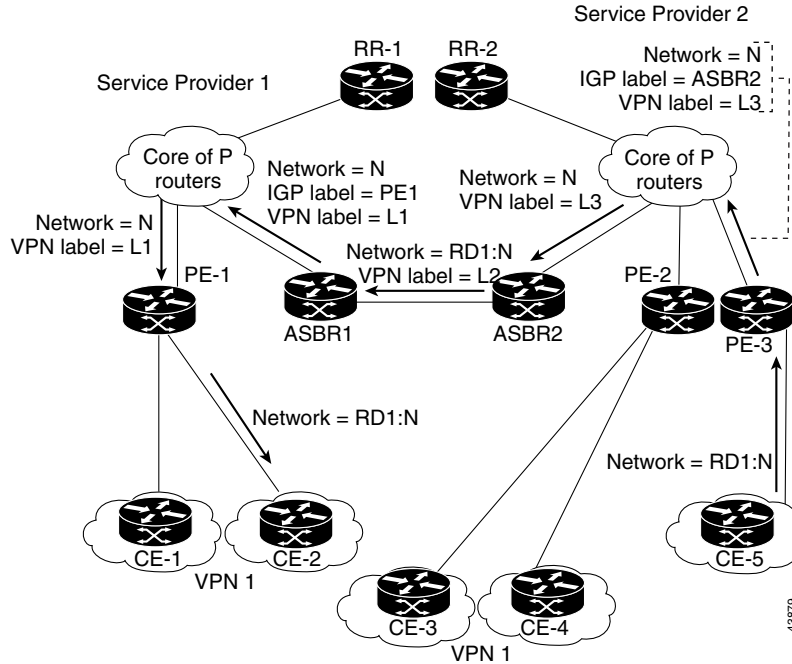 Service Provider 2
RR-1
RR-2
Network = N
IGP label = ASBR2
VPN label = L3
Service Provider 1
Core of P
routers
Network = N
IGP label = PE1
VPN label = L1
Network = N
VPN label = L3
Core of P
routers
Network = N
VPN label = L1
Network = RD1:N
VPN label = L2
PE-1
PE-2
ASBR1
ASBR2
PE-3
Network = RD1:N
Network = RD1:N
CE-1
CE-2
CE-5
VPN 1
CE-3
CE-4
VPN 1
43879